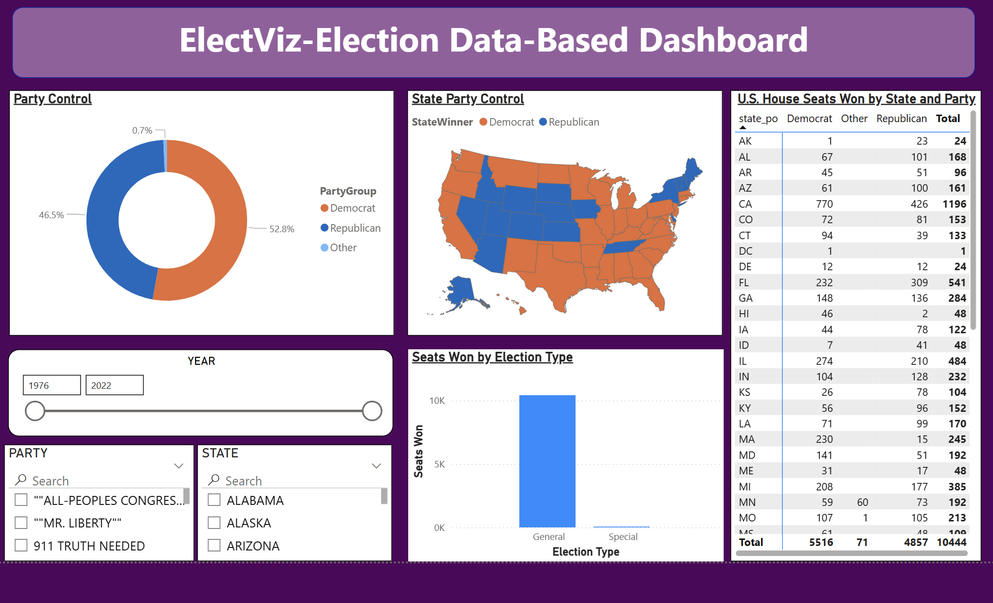 ElectViz-Election Data-Based Dashboard
Party Control
0.7%
46.5%
52.8%
PartyGroup
Democrat
Republican
Other
State Party Control
StateWinner Democrat Republican
U.S. House Seats Won by State and Party
state_po Democrat Other Republican Total
AK 1 23 24
AL 67 101 168
AR 45 51 96
AZ 61 100 161
CA 770 426 1196
CO 72 81 153
CT 94 39 133
DC 1 1
DE 12 12 24
FL 232 309 541
GA 148 136 284
HI 46 2 48
IA 44 78 122
ID 7 41 48
IL 274 210 484
IN 104 128 232
KS 26 78 104
KY 56 96 152
LA 71 99 170
MA 230 15 245
MD 141 51 192
ME 31 17 48
MI 208 177 385
MN 59 60 73 192
MO 107 1 105 213
MS 61 48 109
Total 5516 71 4857 10444
YEAR
1976 2022
PARTY
Search
""ALL-PEOPLES CONGRES...
""MR. LIBERTY""
911 TRUTH NEEDED
STATE
Search
ALABAMA
ALASKA
ARIZONA
Seats Won by Election Type
Seats Won
10K
5K
0K
General Special
Election Type